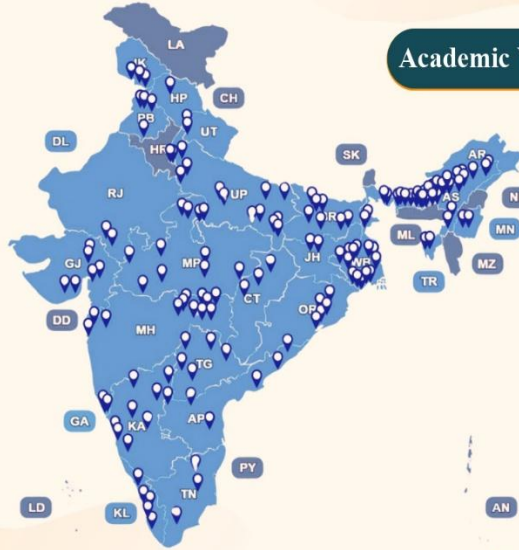 LA
JK
Academic
HP
CH
PB
UT
DL
HR
SK
AR
RJ
UP
BR
AS
ML
MN
GJ
MP
JH
WB
TR
MZ
CT
DD
MH
OR
TG
GA
KA
AP
PY
TN
LD
KL
AN